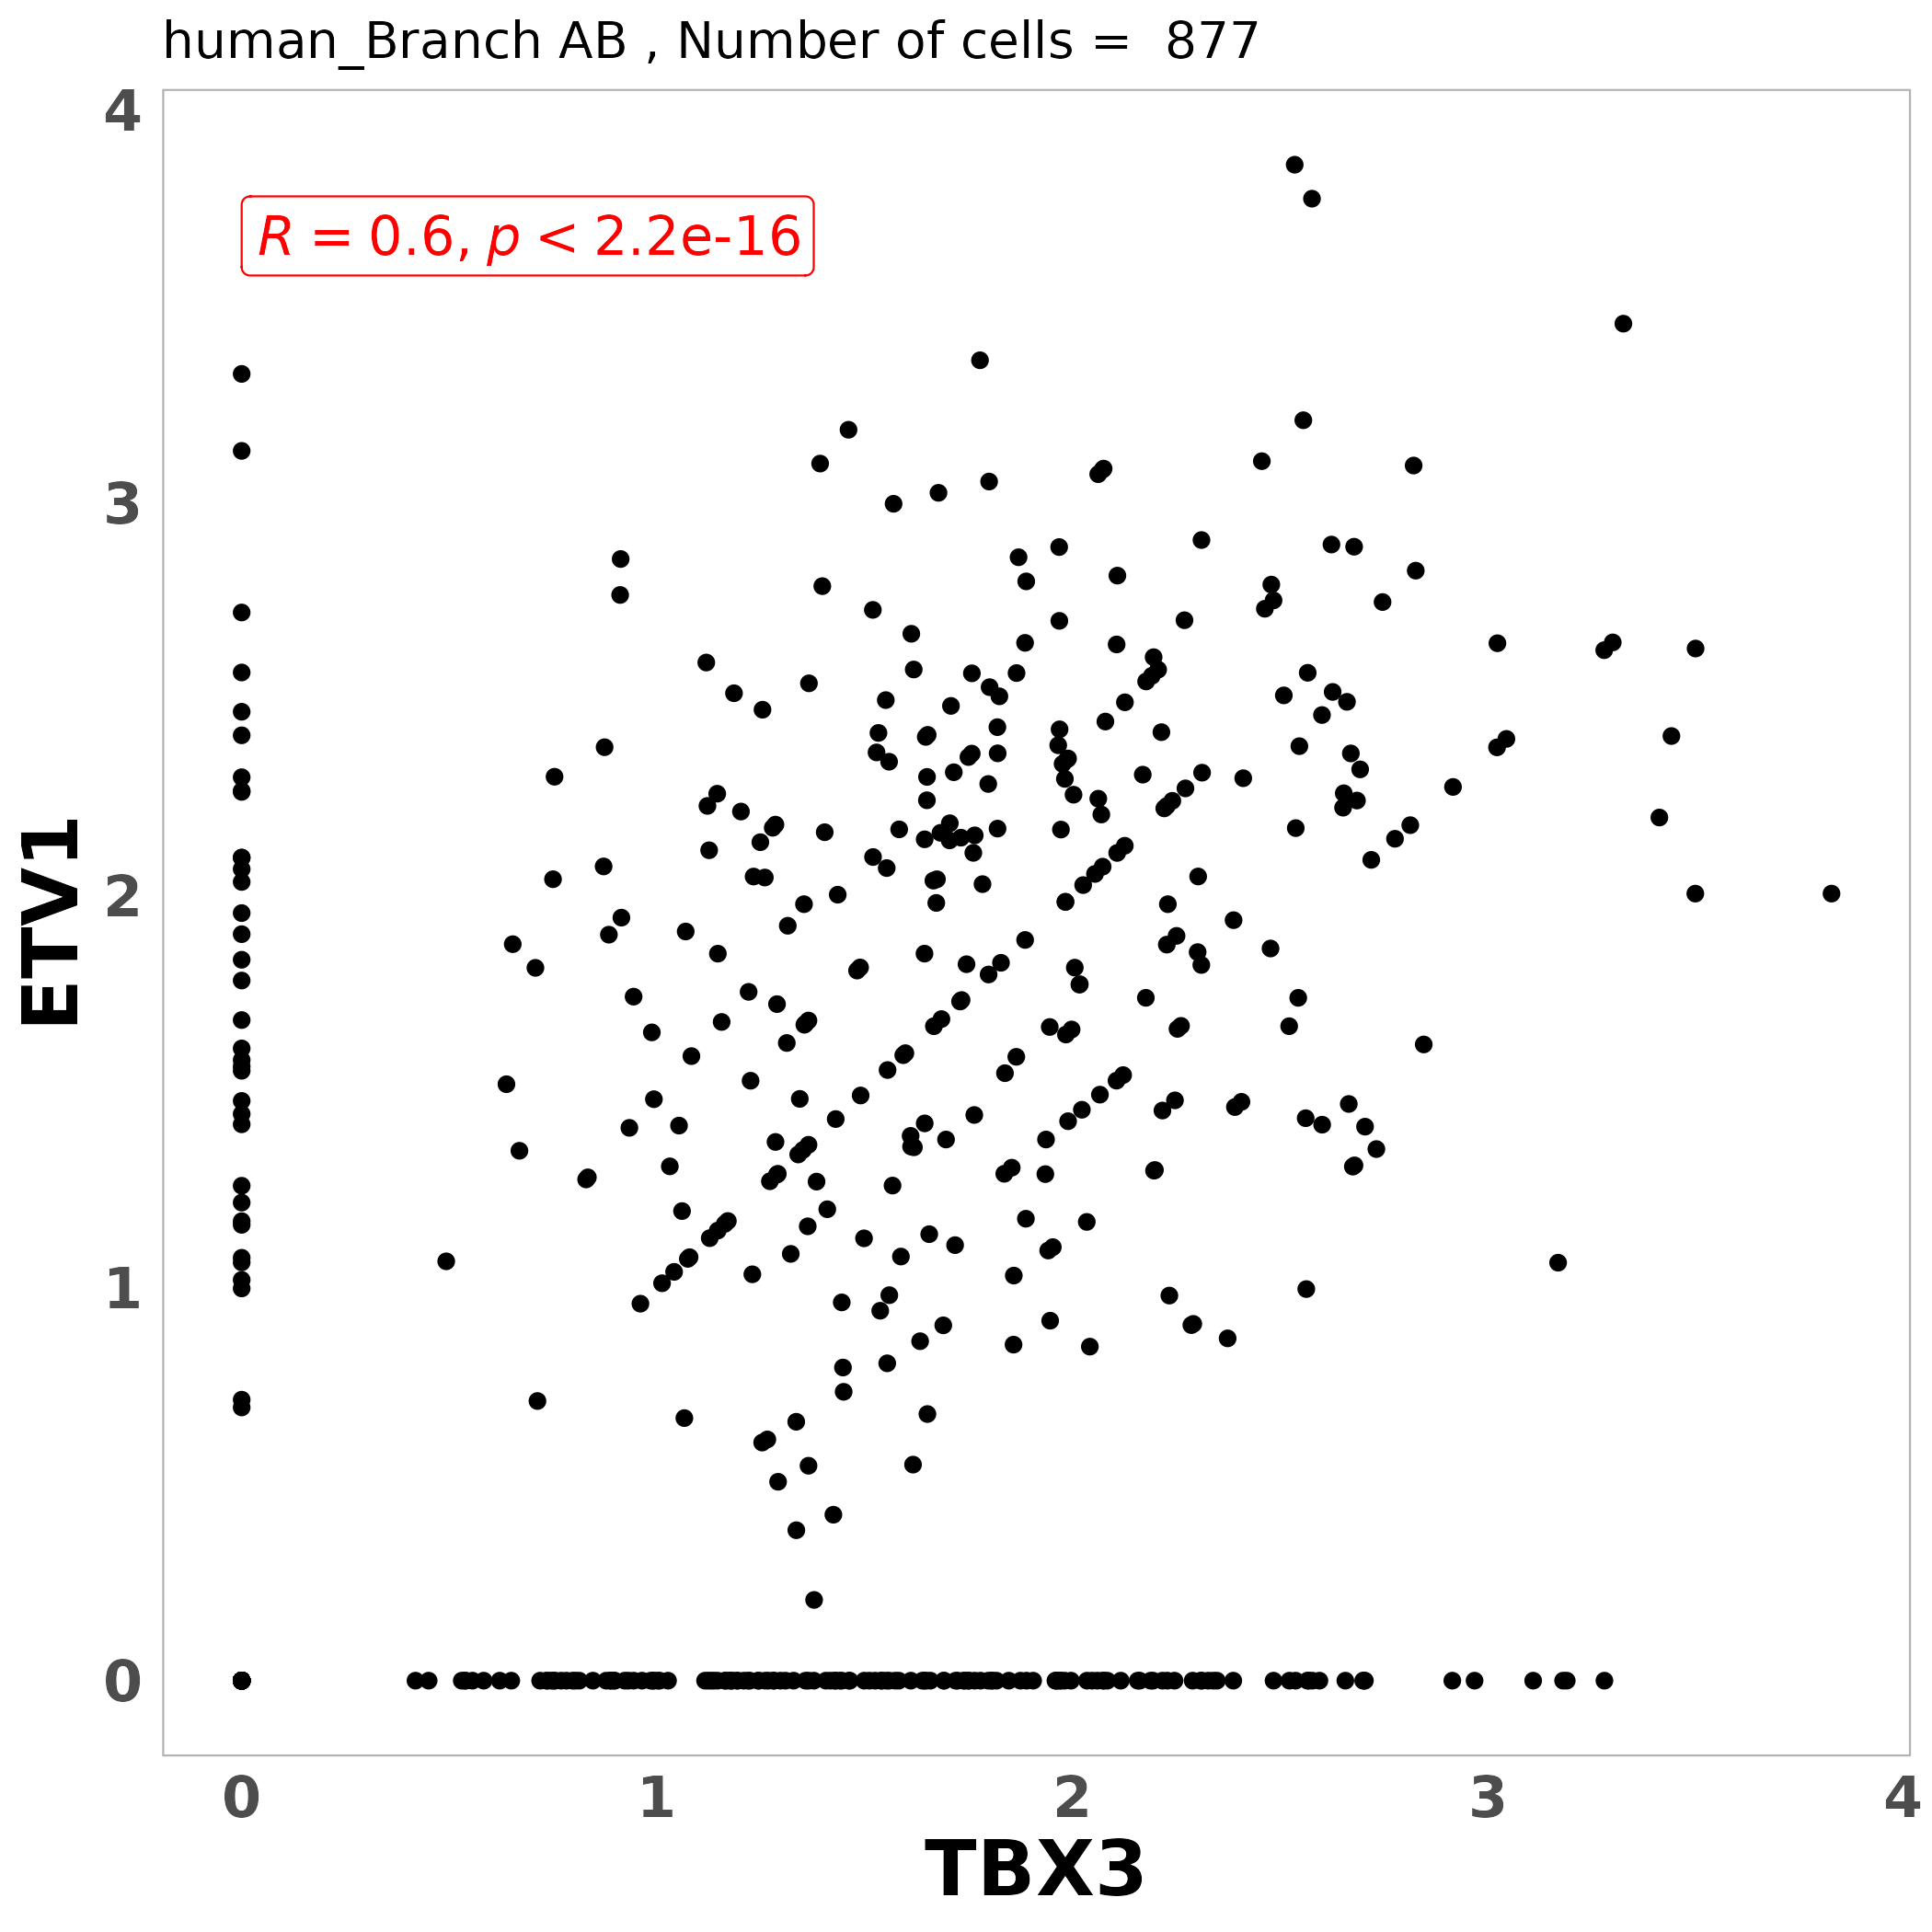 human_Branch AB , Number of cells =  877
4
R = 0.6, p < 2.2e-16
3
2
1
0
ETV1
0 1 2 3 4
TBX3